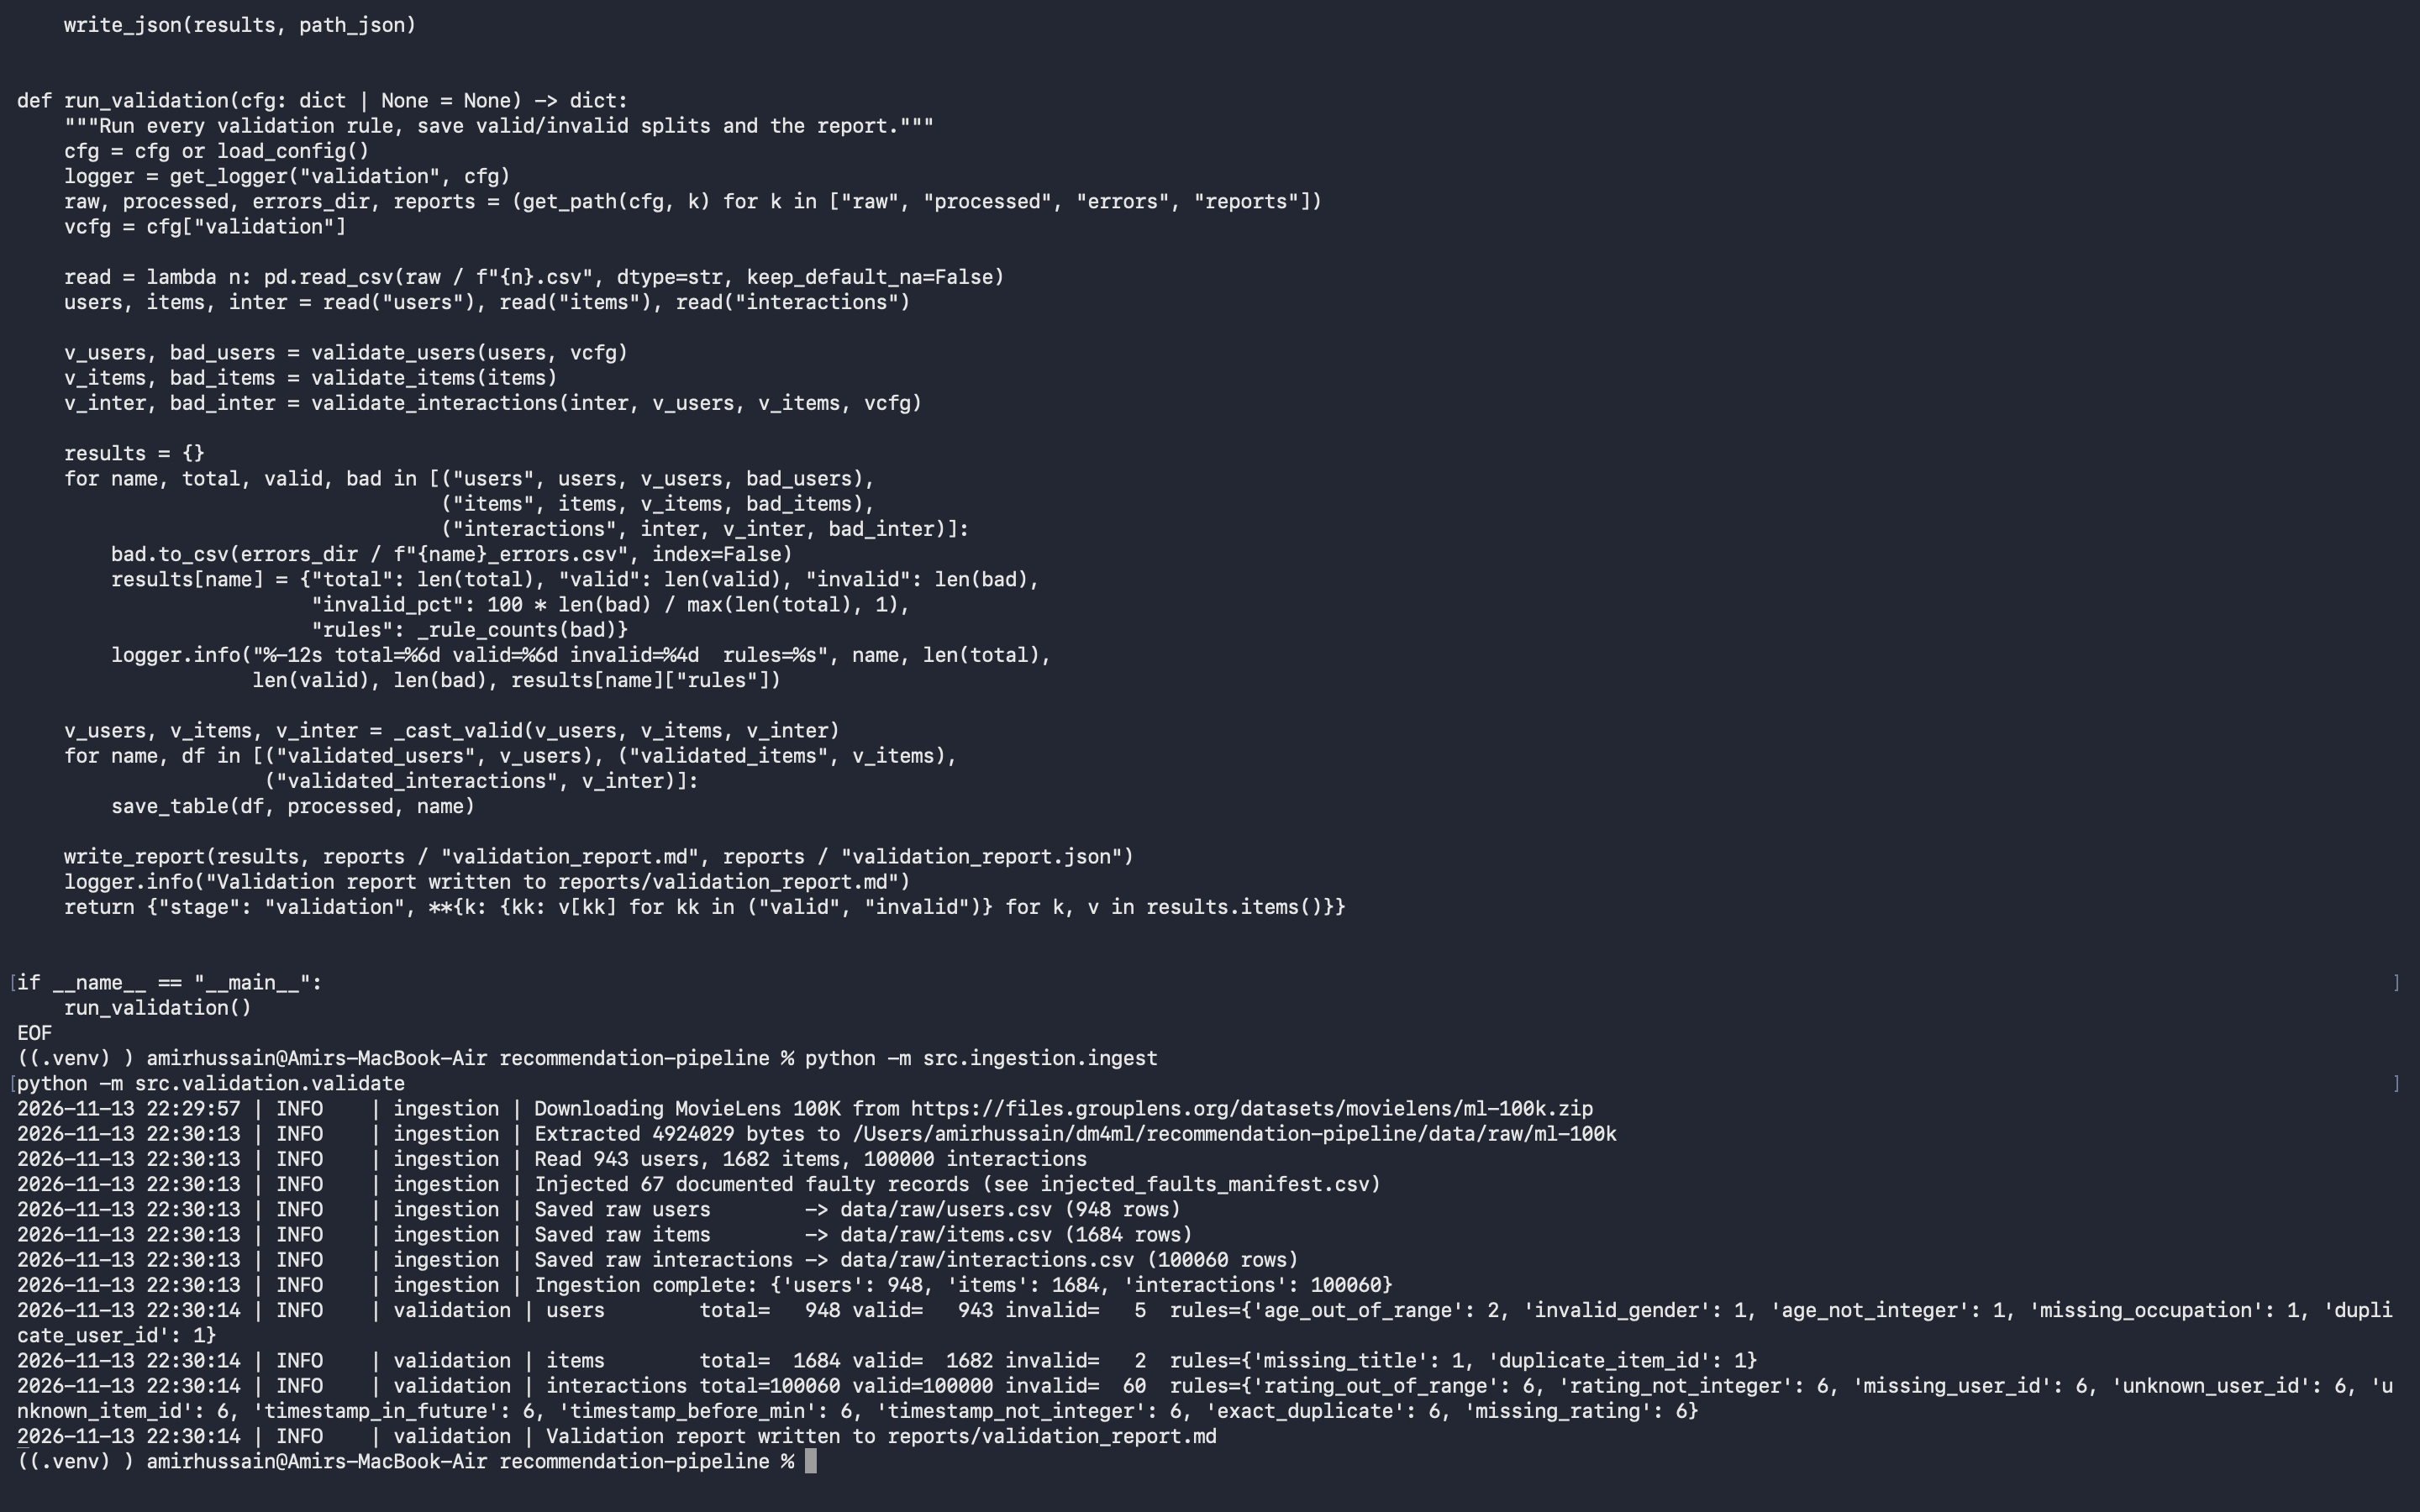 write_json(results, path_json)


def run_validation(cfg: dict | None = None) -> dict:
    """Run every validation rule, save valid/invalid splits and the report."""
    cfg = cfg or load_config()
    logger = get_logger("validation", cfg)
    raw, processed, errors_dir, reports = (get_path(cfg, k) for k in ["raw", "processed", "errors", "reports"])
    vcfg = cfg["validation"]

    read = lambda n: pd.read_csv(raw / f"{n}.csv", dtype=str, keep_default_na=False)
    users, items, inter = read("users"), read("items"), read("interactions")

    v_users, bad_users = validate_users(users, vcfg)
    v_items, bad_items = validate_items(items)
    v_inter, bad_inter = validate_interactions(inter, v_users, v_items, vcfg)

    results = {}
    for name, total, valid, bad in [("users", users, v_users, bad_users),
                                    ("items", items, v_items, bad_items),
                                    ("interactions", inter, v_inter, bad_inter)]:
        bad.to_csv(errors_dir / f"{name}_errors.csv", index=False)
        results[name] = {"total": len(total), "valid": len(valid), "invalid": len(bad),
                         "invalid_pct": 100 * len(bad) / max(len(total), 1),
                         "rules": _rule_counts(bad)}
        logger.info("%-12s total=%6d valid=%6d invalid=%4d  rules=%s", name, len(total),
                    len(valid), len(bad), results[name]["rules"])

    v_users, v_items, v_inter = _cast_valid(v_users, v_items, v_inter)
    for name, df in [("validated_users", v_users), ("validated_items", v_items),
                     ("validated_interactions", v_inter)]:
        save_table(df, processed, name)

    write_report(results, reports / "validation_report.md", reports / "validation_report.json")
    logger.info("Validation report written to reports/validation_report.md")
    return {"stage": "validation", **{k: {kk: v[kk] for kk in ("valid", "invalid")} for k, v in results.items()}}


[if __name__ == "__main__": ]
    run_validation()
EOF
((.venv) ) amirhussain@Amirs-MacBook-Air recommendation-pipeline % python -m src.ingestion.ingest
[python -m src.validation.validate ]
2026-11-13 22:29:57 | INFO    | ingestion | Downloading MovieLens 100K from https://files.grouplens.org/datasets/movielens/ml-100k.zip
2026-11-13 22:30:13 | INFO    | ingestion | Extracted 4924029 bytes to /Users/amirhussain/dm4ml/recommendation-pipeline/data/raw/ml-100k
2026-11-13 22:30:13 | INFO    | ingestion | Read 943 users, 1682 items, 100000 interactions
2026-11-13 22:30:13 | INFO    | ingestion | Injected 67 documented faulty records (see injected_faults_manifest.csv)
2026-11-13 22:30:13 | INFO    | ingestion | Saved raw users        -> data/raw/users.csv (948 rows)
2026-11-13 22:30:13 | INFO    | ingestion | Saved raw items        -> data/raw/items.csv (1684 rows)
2026-11-13 22:30:13 | INFO    | ingestion | Saved raw interactions -> data/raw/interactions.csv (100060 rows)
2026-11-13 22:30:13 | INFO    | ingestion | Ingestion complete: {'users': 948, 'items': 1684, 'interactions': 100060}
2026-11-13 22:30:14 | INFO    | validation | users        total=   948 valid=   943 invalid=   5  rules={'age_out_of_range': 2, 'invalid_gender': 1, 'age_not_integer': 1, 'missing_occupation': 1, 'dupli
cate_user_id': 1}
2026-11-13 22:30:14 | INFO    | validation | items        total=  1684 valid=  1682 invalid=   2  rules={'missing_title': 1, 'duplicate_item_id': 1}
2026-11-13 22:30:14 | INFO    | validation | interactions total=100060 valid=100000 invalid=  60  rules={'rating_out_of_range': 6, 'rating_not_integer': 6, 'missing_user_id': 6, 'unknown_user_id': 6, 'u
nknown_item_id': 6, 'timestamp_in_future': 6, 'timestamp_before_min': 6, 'timestamp_not_integer': 6, 'exact_duplicate': 6, 'missing_rating': 6}
2026-11-13 22:30:14 | INFO    | validation | Validation report written to reports/validation_report.md
((.venv) ) amirhussain@Amirs-MacBook-Air recommendation-pipeline %